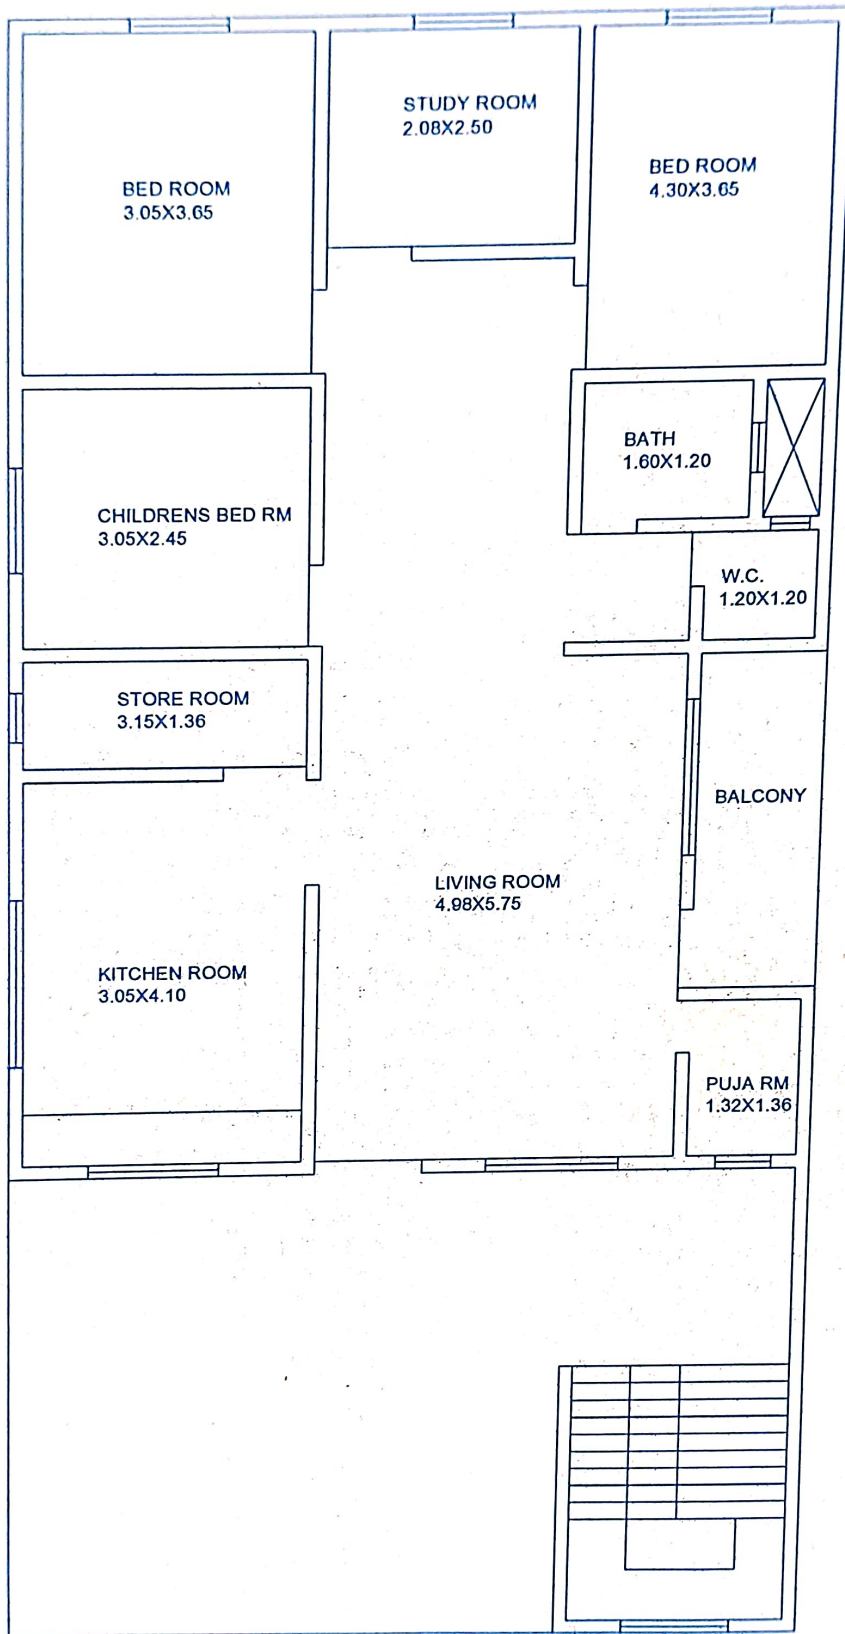 STUDY ROOM
2.08X2.50
BED ROOM
3.05X3.65
BED ROOM
4.30X3.65
BATH
1.60X1.20
CHILDRENS BED RM
3.05X2.45
W.C.
1.20X1.20
STORE ROOM
3.15X1.36
BALCONY
LIVING ROOM
4.98X5.75
KITCHEN ROOM
3.05X4.10
PUJA RM
1.32X1.36